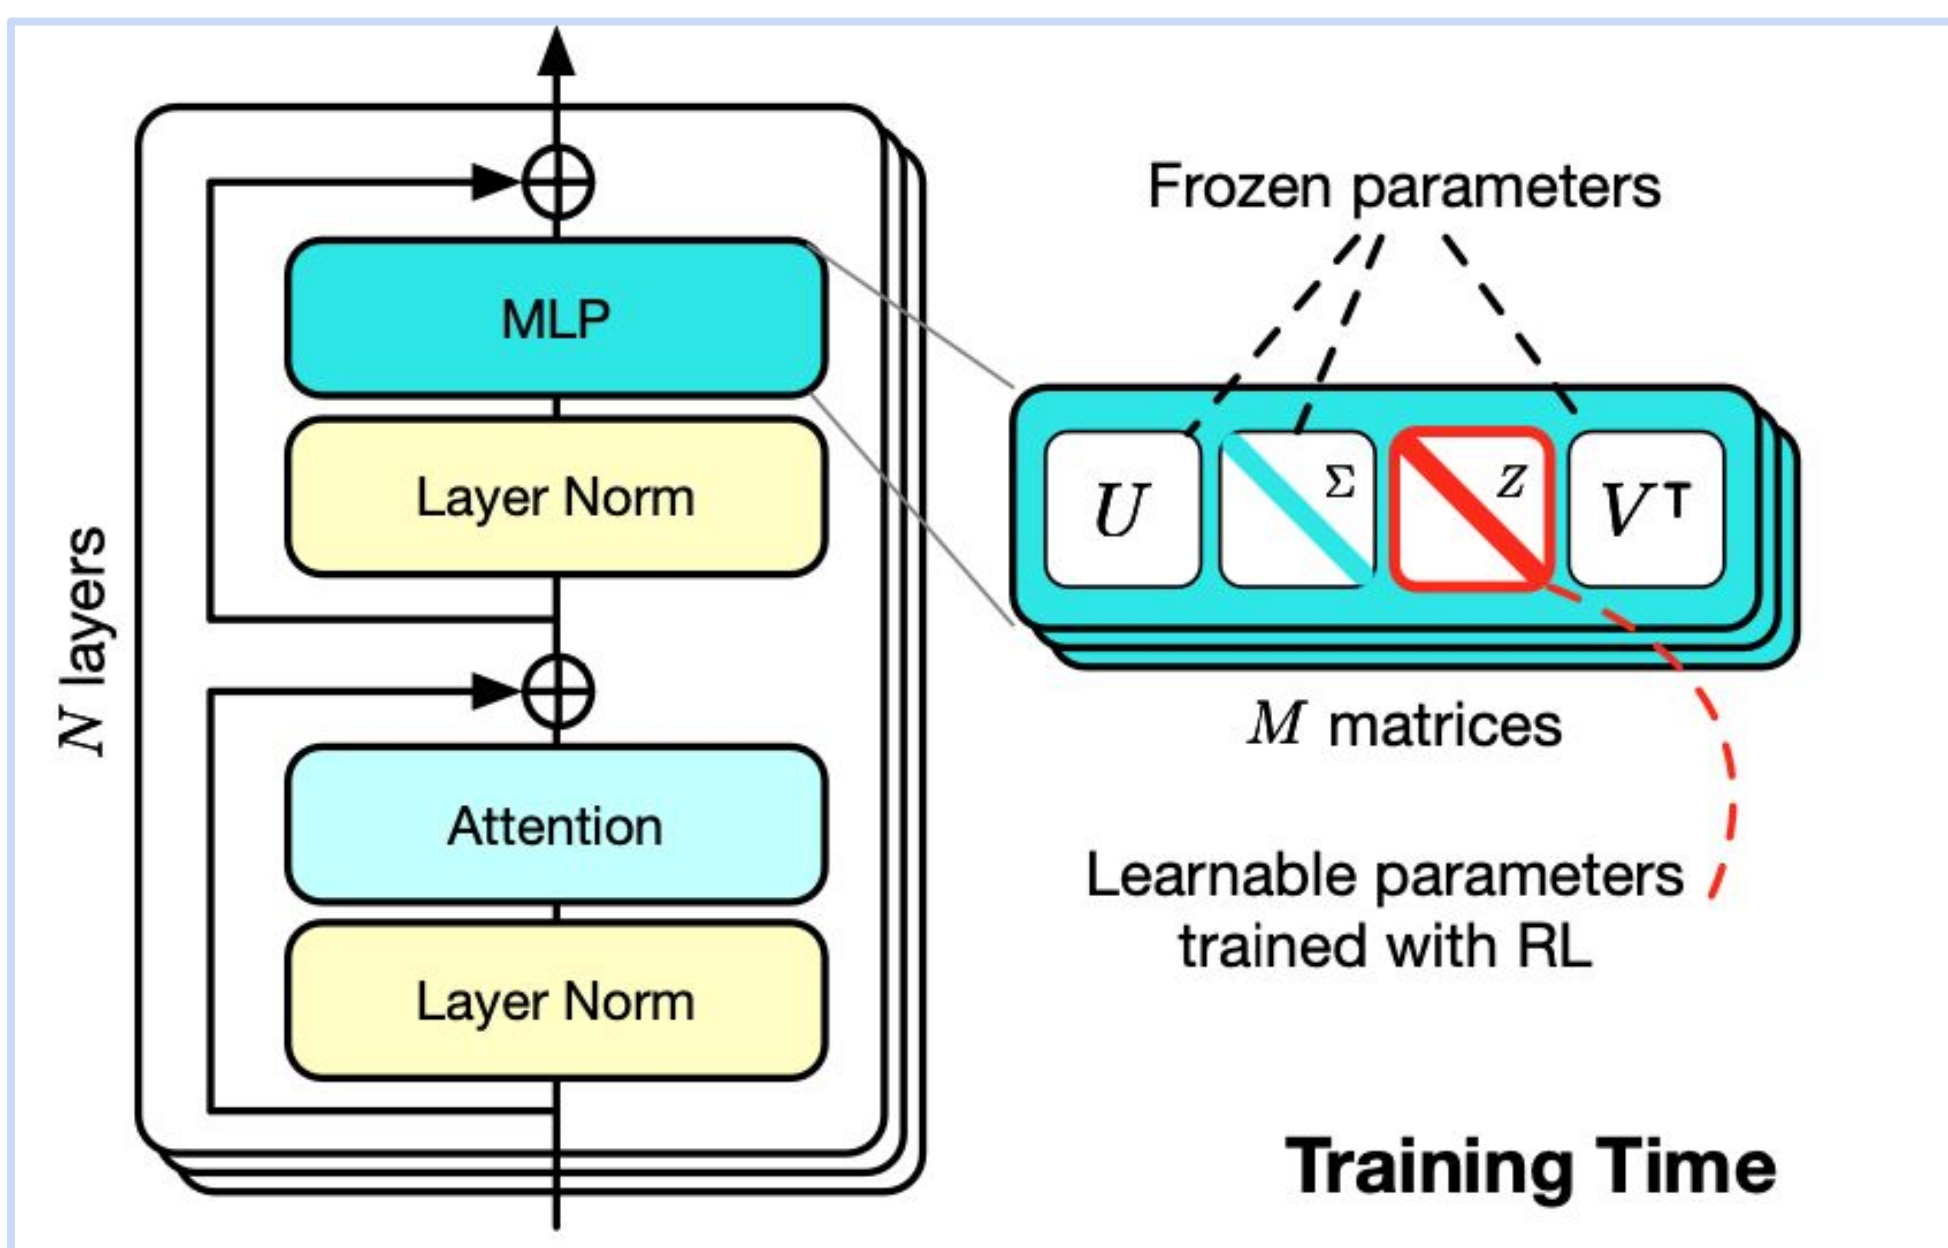 N layers
MLP
Layer Norm
Attention
Layer Norm
Frozen parameters
U Σ Z V⊤
M matrices
Learnable parameters
trained with RL
Training Time